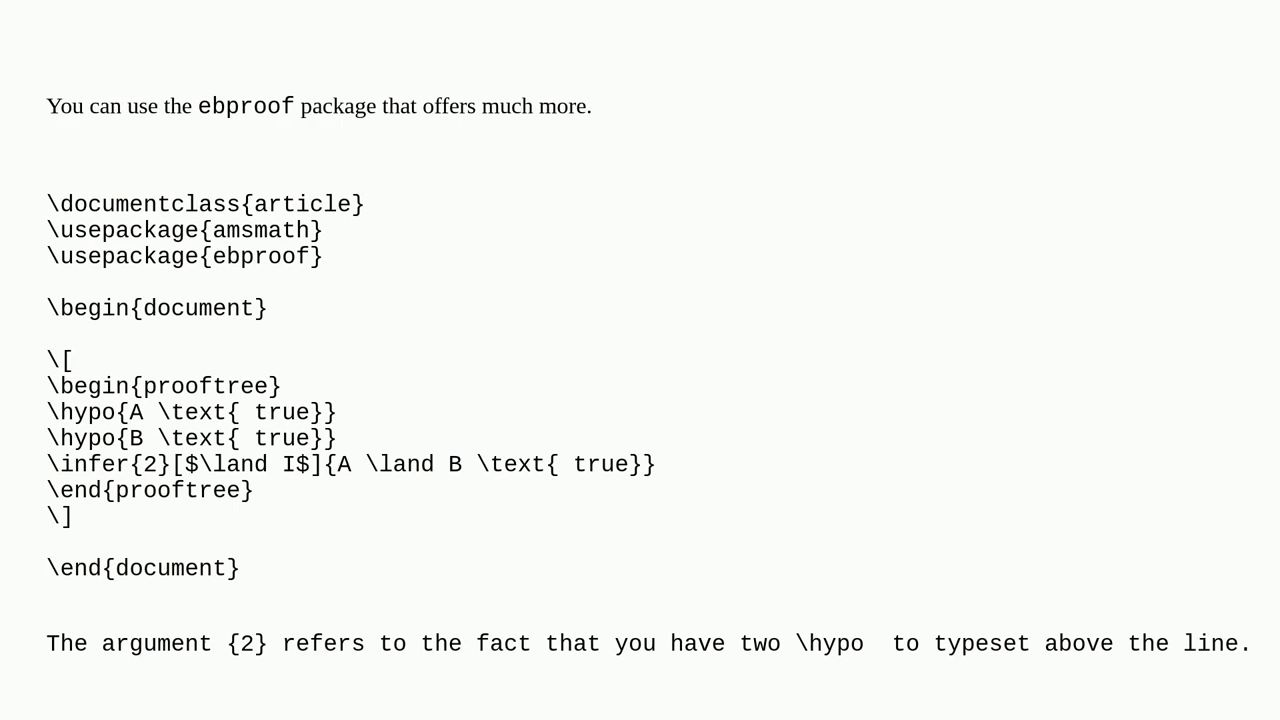 You can use the ebproof package that offers much more.
\documentclass{article}
\usepackage{amsmath}
\usepackage{ebproof}
\begin{document}
\[
\begin{prooftree}
\hypo{A \text{ true}}
\hypo{B \text{ true}}
\infer{2}[$\land I$]{A \land B \text{ true}}
\end{prooftree}
\]
\end{document}
The argument {2} refers to the fact that you have two \hypo  to typeset above the line.